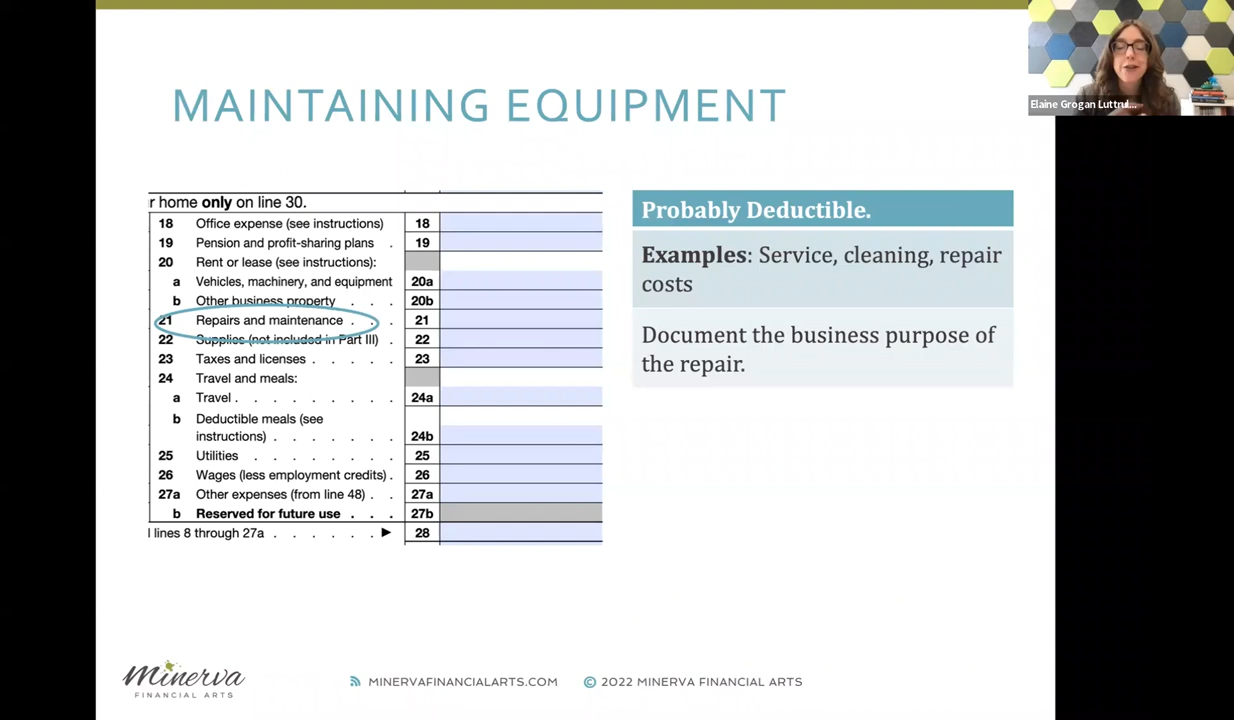 Elaine Grogan Luttrul...
MAINTAINING EQUIPMENT
r home only on line 30.
18 Office expense (see instructions) 18
19 Pension and profit-sharing plans . 19
20 Rent or lease (see instructions):
a Vehicles, machinery, and equipment 20a
b Other business property . . . 20b
21 Repairs and maintenance . . . 21
22 Supplies (not included in Part III) . 22
23 Taxes and licenses . . . . . 23
24 Travel and meals:
a Travel . . . . . . . . . 24a
b Deductible meals (see
instructions) . . . . . . . 24b
25 Utilities . . . . . . . . 25
26 Wages (less employment credits) . 26
27a Other expenses (from line 48) . . 27a
b Reserved for future use . . . 27b
l lines 8 through 27a . . . . . . ▶ 28
Probably Deductible.
Examples: Service, cleaning, repair
costs
Document the business purpose of
the repair.
Minerva
FINANCIAL ARTS
MINERVAFINANCIALARTS.COM
© 2022 MINERVA FINANCIAL ARTS